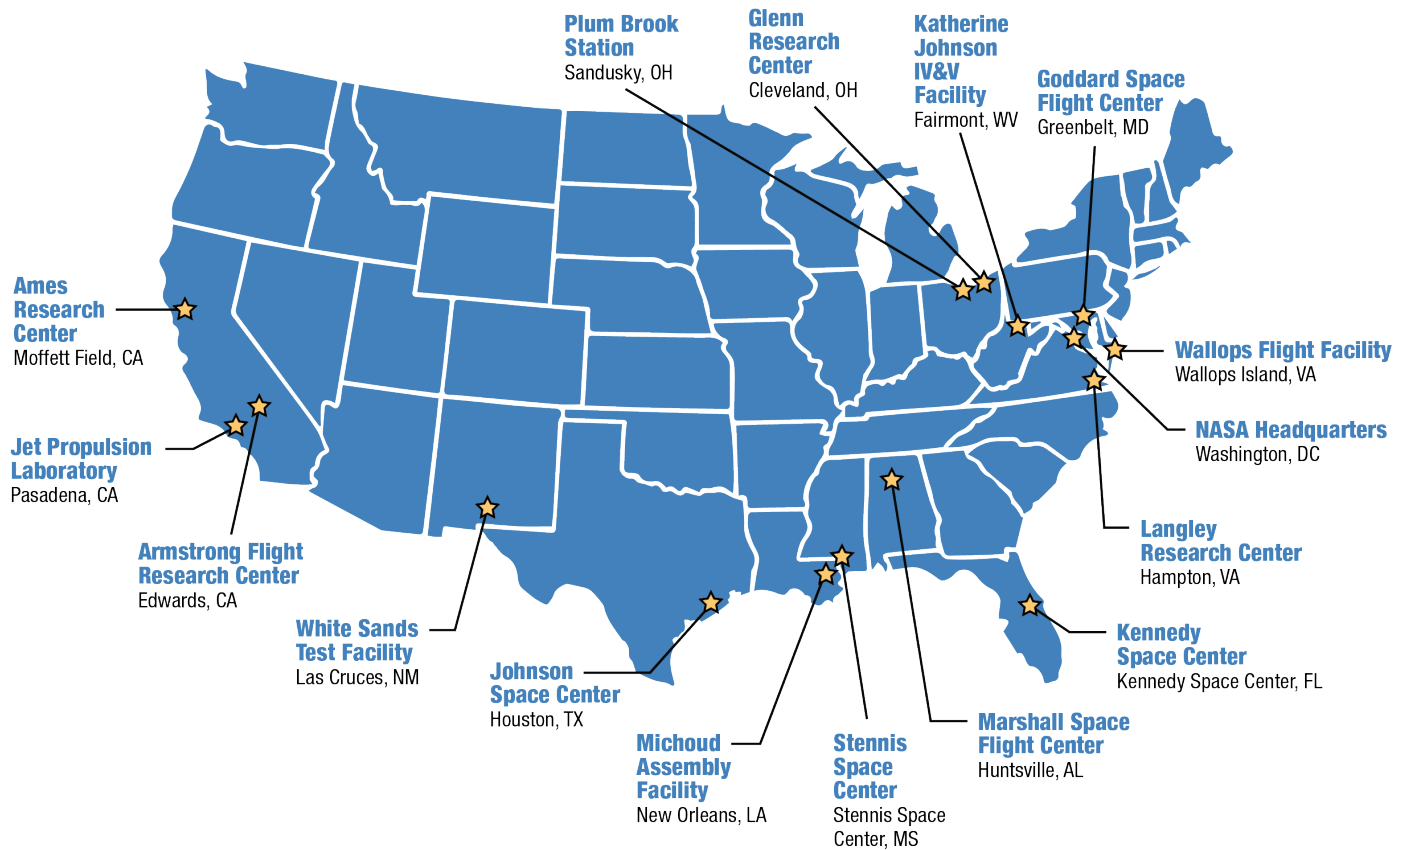 Plum Brook
Station
Sandusky, OH
Glenn
Research
Center
Cleveland, OH
Katherine
Johnson
IV&V
Facility
Fairmont, WV
Goddard Space
Flight Center
Greenbelt, MD
Ames
Research
Center
Moffett Field, CA
Wallops Flight Facility
Wallops Island, VA
NASA Headquarters
Washington, DC
Jet Propulsion
Laboratory
Pasadena, CA
Langley
Research Center
Hampton, VA
Armstrong Flight
Research Center
Edwards, CA
White Sands
Test Facility
Las Cruces, NM
Kennedy
Space Center
Kennedy Space Center, FL
Johnson
Space Center
Houston, TX
Marshall Space
Flight Center
Huntsville, AL
Michoud
Assembly
Facility
New Orleans, LA
Stennis
Space
Center
Stennis Space
Center, MS